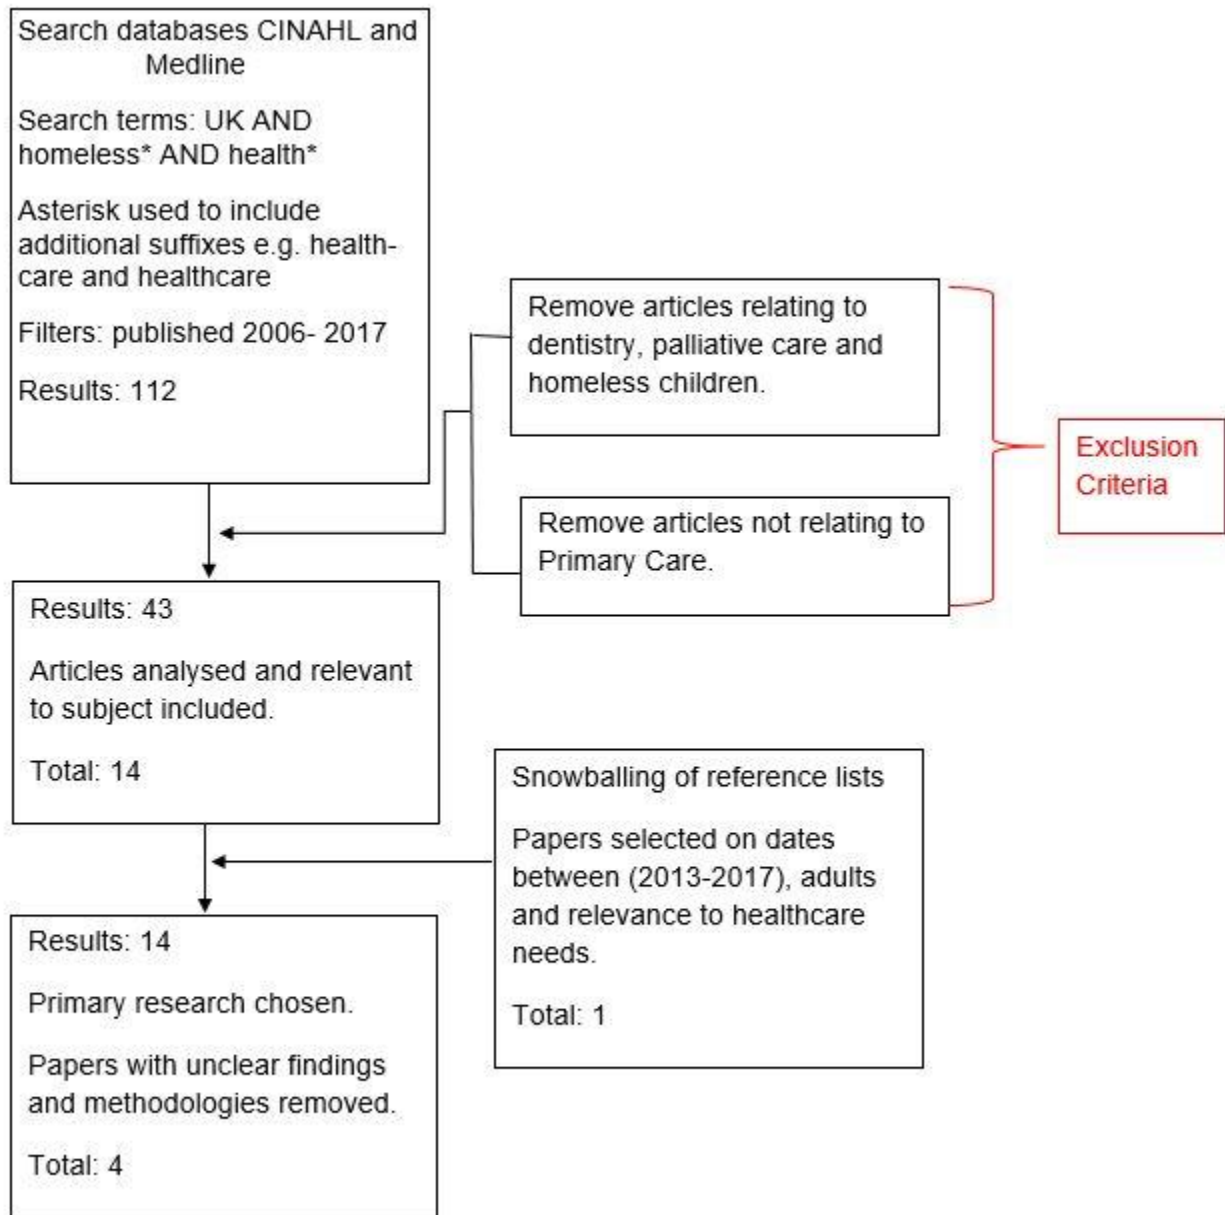 Search databases CINAHL and
Medline
Search terms: UK AND
homeless* AND health*
Asterisk used to include
additional suffixes e.g. health-
care and healthcare
Filters: published 2006- 2017
Results: 112
Remove articles relating to
dentistry, palliative care and
homeless children.
Remove articles not relating to
Primary Care.
Exclusion
Criteria
Results: 43
Articles analysed and relevant
to subject included.
Total: 14
Snowballing of reference lists
Papers selected on dates
between (2013-2017), adults
and relevance to healthcare
needs.
Total: 1
Results: 14
Primary research chosen.
Papers with unclear findings
and methodologies removed.
Total: 4